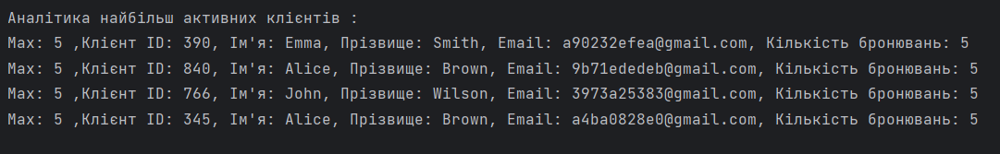 Аналітика найбільш активних клієнтів :
Max: 5 ,Клієнт ID: 390, Ім'я: Emma, Прізвище: Smith, Email: a90232efea@gmail.com, Кількість бронювань: 5
Max: 5 ,Клієнт ID: 840, Ім'я: Alice, Прізвище: Brown, Email: 9b71ededeb@gmail.com, Кількість бронювань: 5
Max: 5 ,Клієнт ID: 766, Ім'я: John, Прізвище: Wilson, Email: 3973a25383@gmail.com, Кількість бронювань: 5
Max: 5 ,Клієнт ID: 345, Ім'я: Alice, Прізвище: Brown, Email: a4ba0828e0@gmail.com, Кількість бронювань: 5